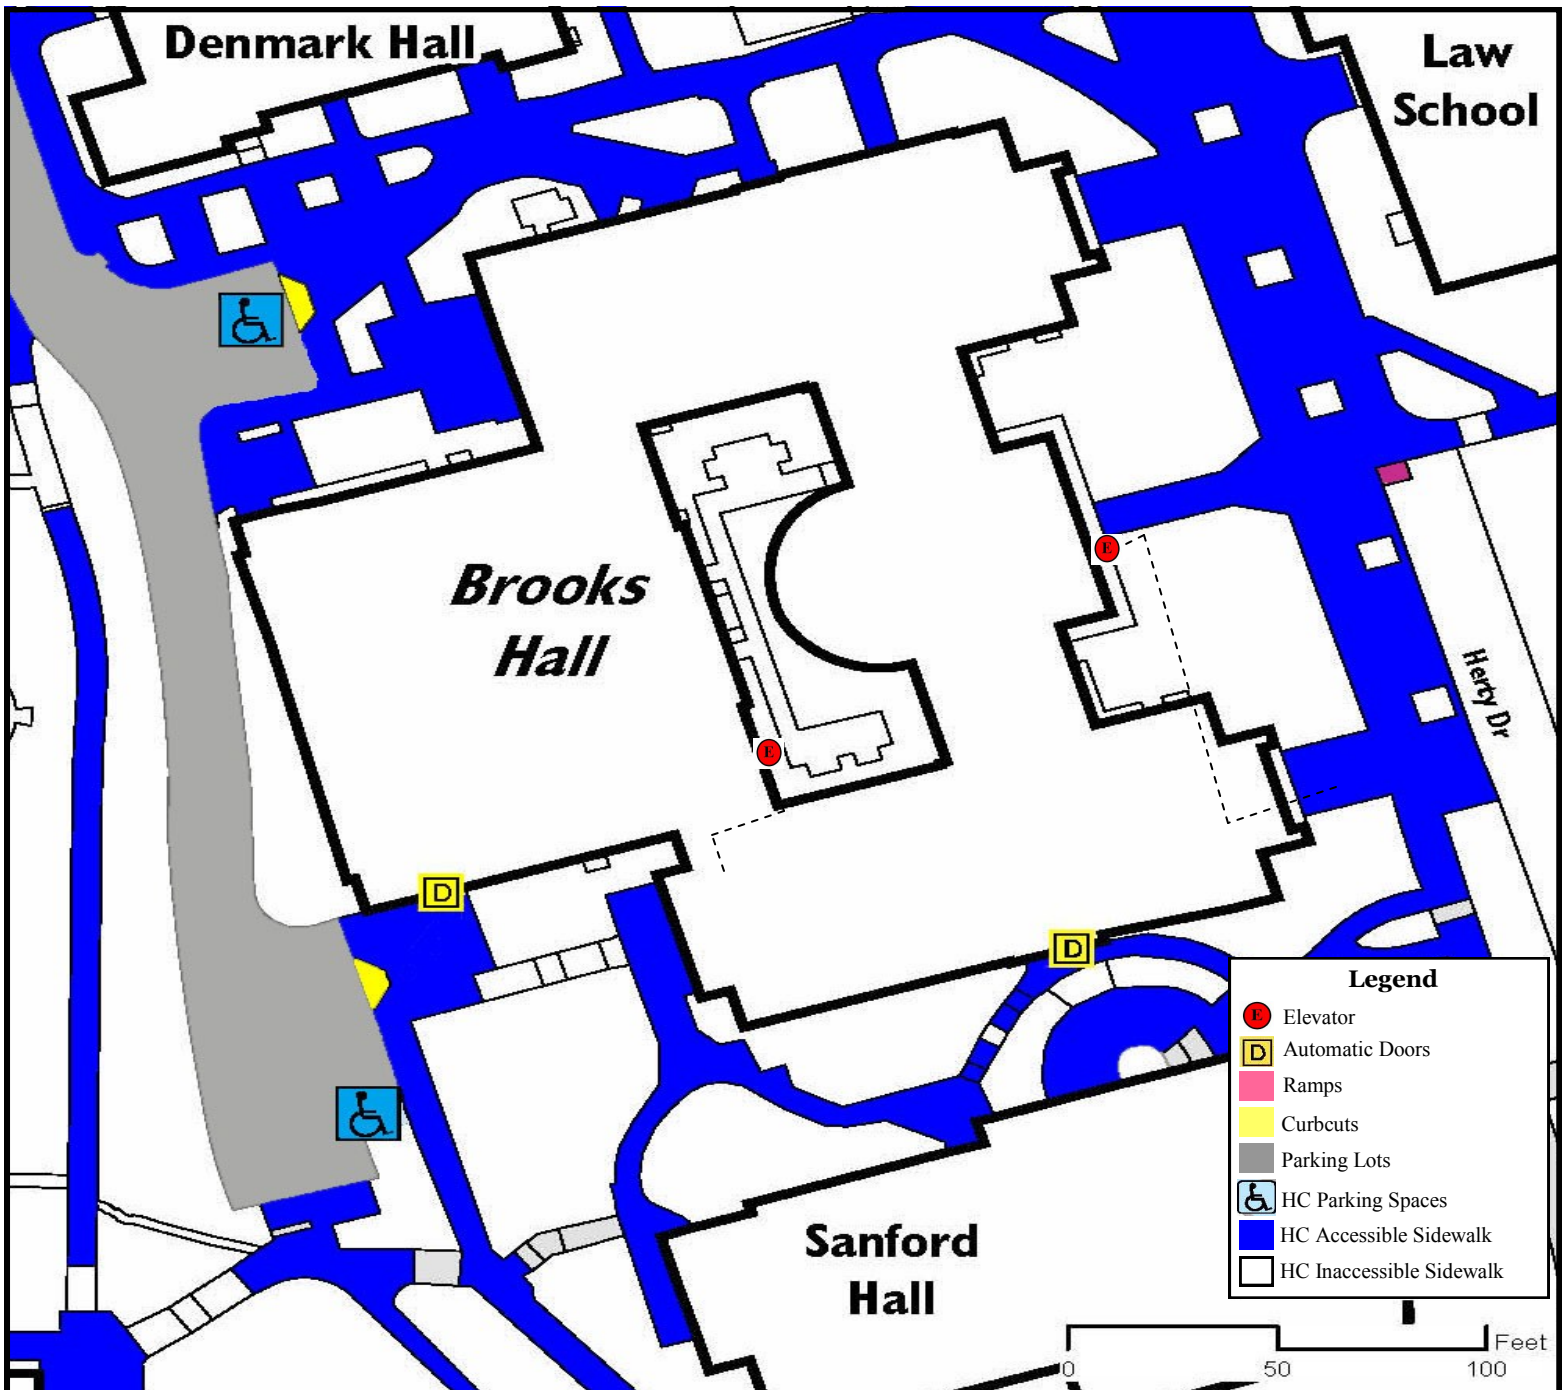 Denmark Hall
Law
School
Brooks
Hall
E
E
Herty Dr
D
D
Sanford
Hall
Legend
E Elevator
D Automatic Doors
Ramps
Curbcuts
Parking Lots
HC Parking Spaces
HC Accessible Sidewalk
HC Inaccessible Sidewalk
Feet
0 50 100